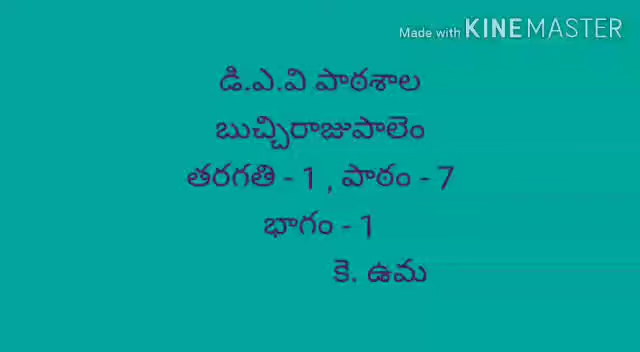 Made with KINEMASTER
డి.ఎ.వి పాఠశాల
బుచ్చిరాజుపాలెం
తరగతి - 1 , పాఠం - 7
భాగం - 1
కె. ఉమ